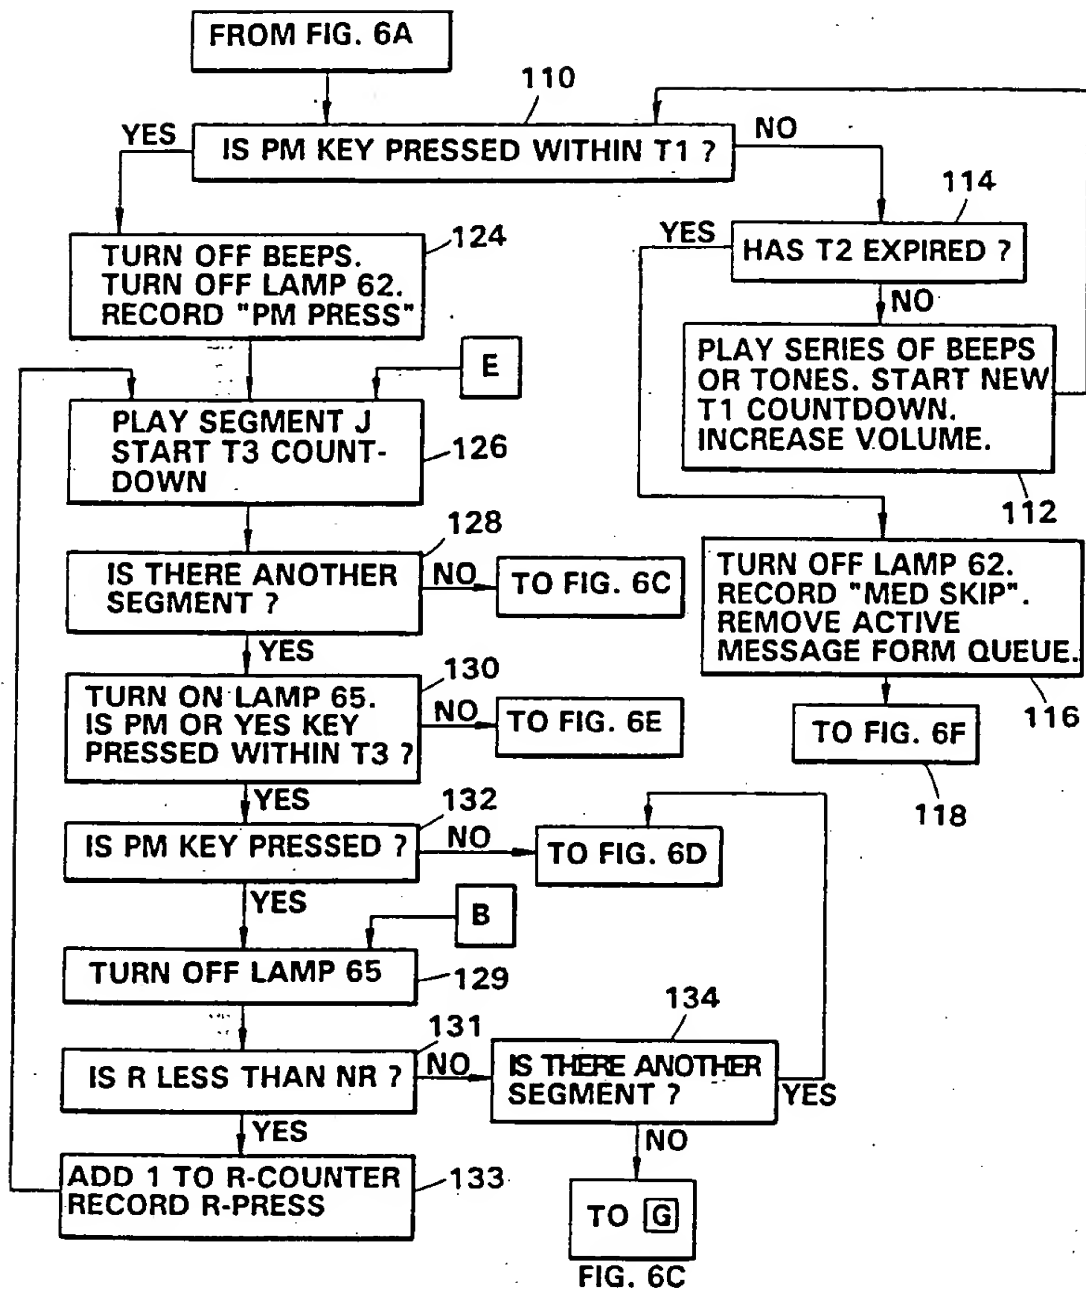 FROM FIG. 6A
110
YES
IS PM KEY PRESSED WITHIN T1 ?
NO
114
124
TURN OFF BEEPS.
TURN OFF LAMP 62.
RECORD "PM PRESS"
YES
HAS T2 EXPIRED ?
NO
E
PLAY SERIES OF BEEPS
OR TONES. START NEW
T1 COUNTDOWN.
INCREASE VOLUME.
112
PLAY SEGMENT J
START T3 COUNT-
DOWN
126
128
IS THERE ANOTHER
SEGMENT ?
NO
TO FIG. 6C
TURN OFF LAMP 62.
RECORD "MED SKIP".
REMOVE ACTIVE
MESSAGE FORM QUEUE.
116
YES
130
TURN ON LAMP 65.
IS PM OR YES KEY
PRESSED WITHIN T3 ?
NO
TO FIG. 6E
TO FIG. 6F
118
YES
132
IS PM KEY PRESSED ?
NO
TO FIG. 6D
YES
B
TURN OFF LAMP 65
129
131
IS R LESS THAN NR ?
NO
134
IS THERE ANOTHER
SEGMENT ?
YES
YES
NO
ADD 1 TO R-COUNTER
RECORD R-PRESS
133
TO G
FIG. 6C